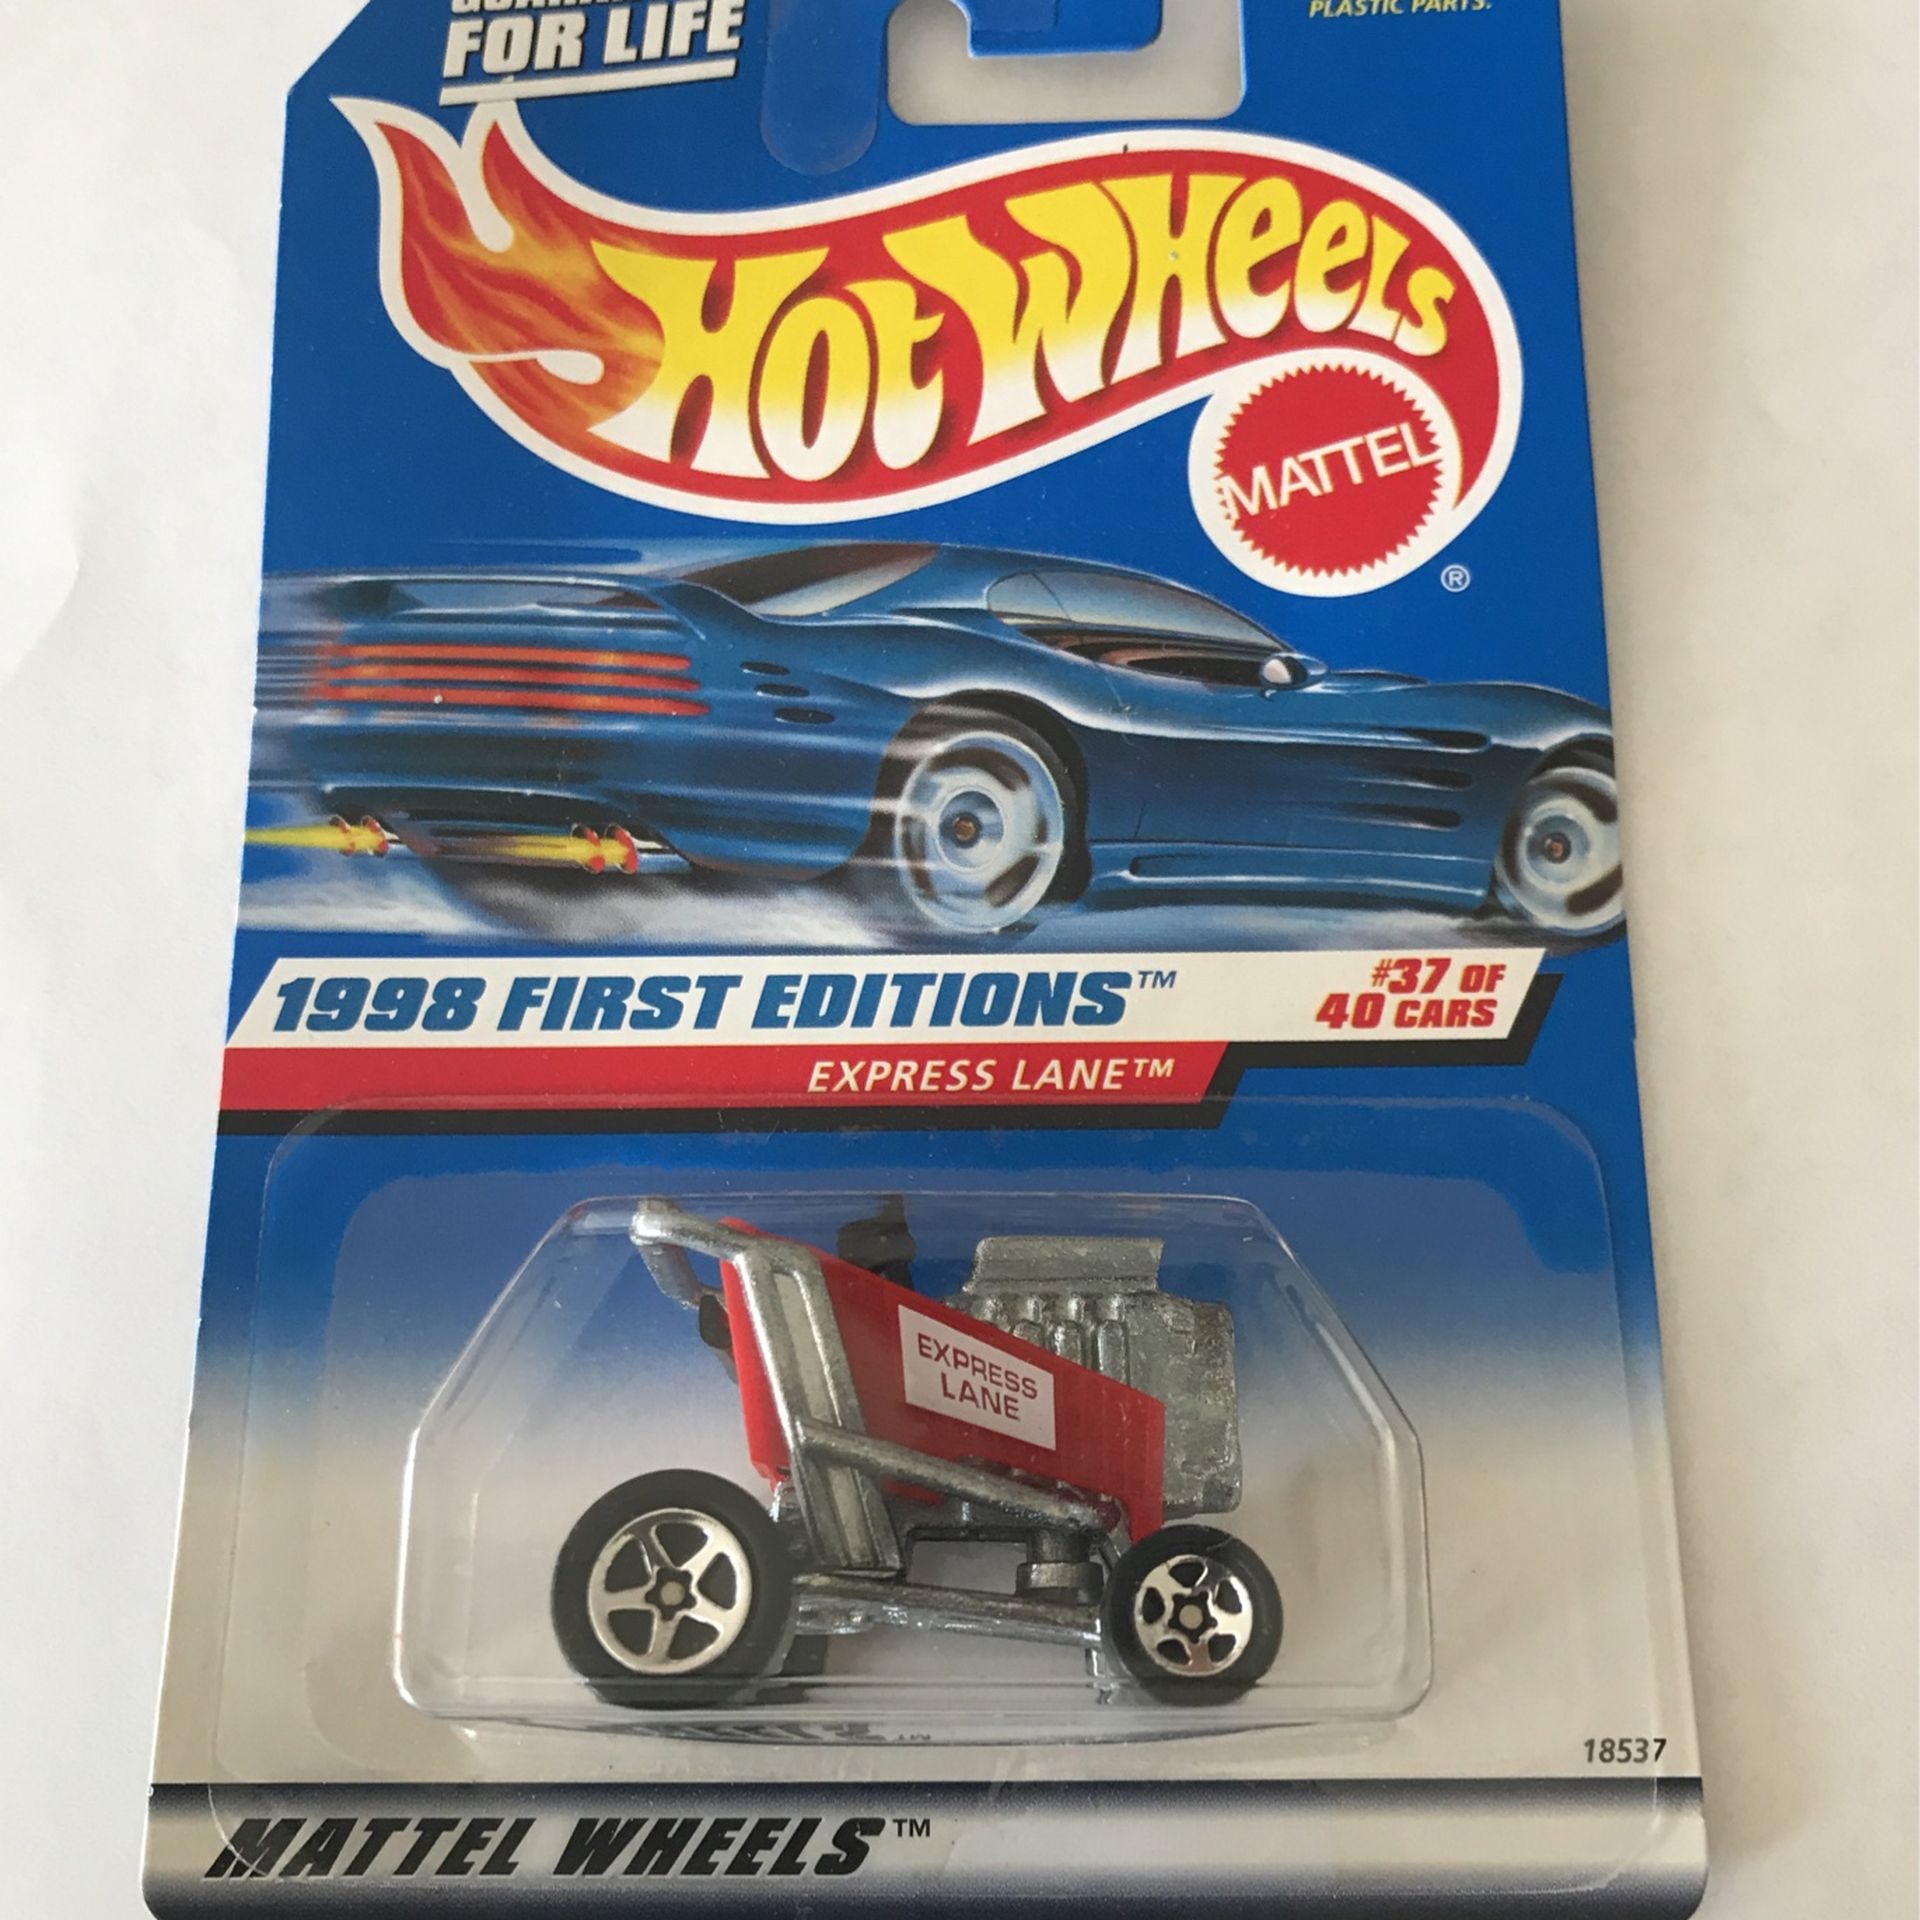 FOR LIFE
PLASTIC PARTS.
HOT WHEELS
MATTEL
®
1998 FIRST EDITIONS™
#37 OF
40 CARS
EXPRESS LANE™
EXPRESS
LANE
18537
MATTEL WHEELS™